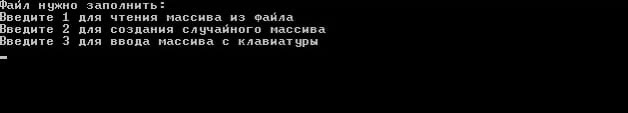 Файл нужно заполнить:
Введите 1 для чтения массива из файла
Введите 2 для создания случайного массива
Введите 3 для ввода массива с клавиатуры